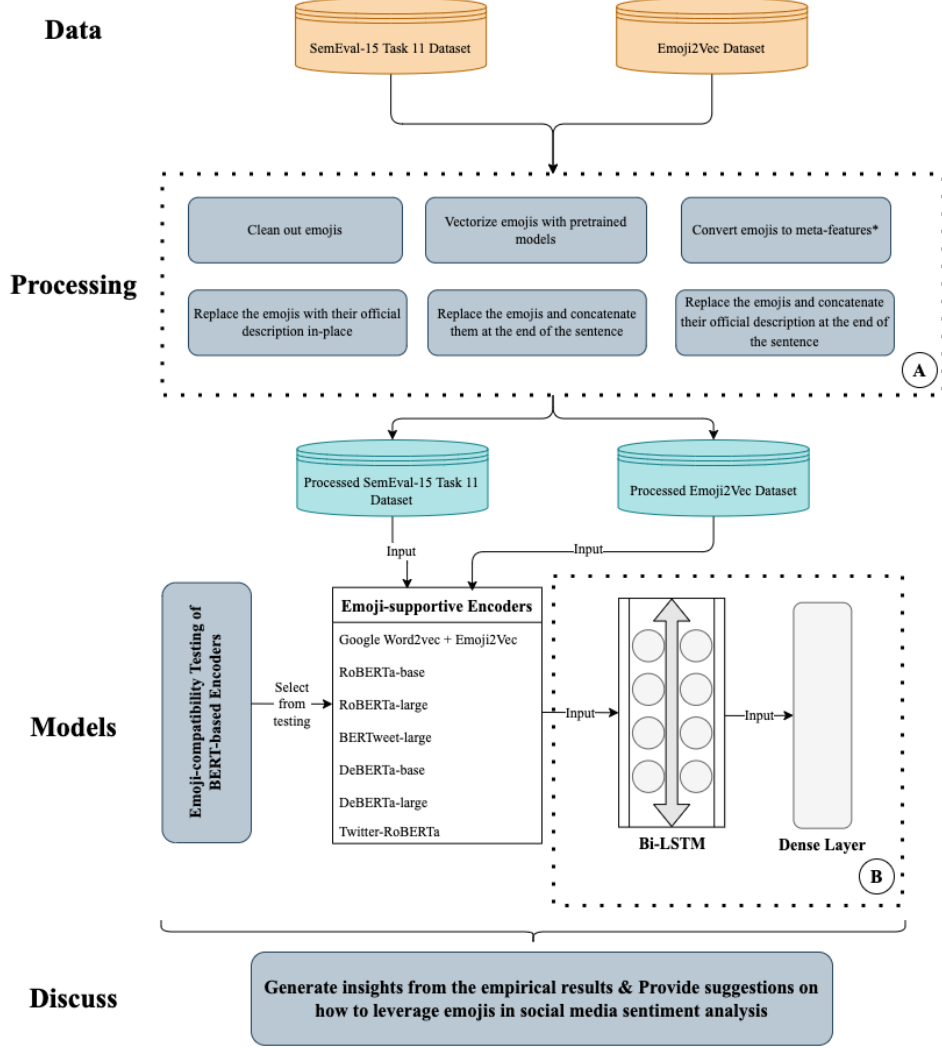 Data
SemEval-15 Task 11 Dataset
Emoji2Vec Dataset
Processing
Clean out emojis
Vectorize emojis with pretrained
models
Convert emojis to meta-features*
Replace the emojis with their official
description in-place
Replace the emojis and concatenate
them at the end of the sentence
Replace the emojis and concatenate
their official description at the end of
the sentence
A
Processed SemEval-15 Task 11
Dataset
Processed Emoji2Vec Dataset
Input
Input
Models
Emoji-compatibility Testing of
BERT-based Encoders
Select
from
testing
Emoji-supportive Encoders
Google Word2vec + Emoji2Vec
RoBERTa-base
RoBERTa-large
BERTweet-large
DeBERTa-base
DeBERTa-large
Twitter-RoBERTa
Input
Bi-LSTM
Input
Dense Layer
B
Discuss
Generate insights from the empirical results & Provide suggestions on
how to leverage emojis in social media sentiment analysis